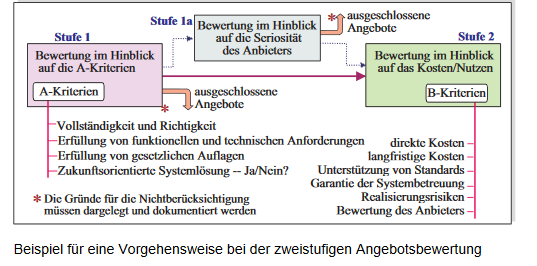 Stufe 1
Bewertung im Hinblick
auf die A-Kriterien
A-Kriterien
Stufe 1a
Bewertung im Hinblick
auf die Seriosität
des Anbieters
* ausgeschlossene
Angebote
Stufe 2
Bewertung im Hinblick
auf das Kosten/Nutzen
B-Kriterien
ausgeschlossene
* Angebote
Vollständigkeit und Richtigkeit
Erfüllung von funktionellen und technischen Anforderungen
Erfüllung von gesetzlichen Auflagen
Zukunftsorientierte Systemlösung -- Ja/Nein?
direkte Kosten
langfristige Kosten
Unterstützung von Standards
Garantie der Systembetreuung
Realisierungsrisiken
Bewertung des Anbieters
* Die Gründe für die Nichtberücksichtigung
müssen dargelegt und dokumentiert werden
Beispiel für eine Vorgehensweise bei der zweistufigen Angebotsbewertung